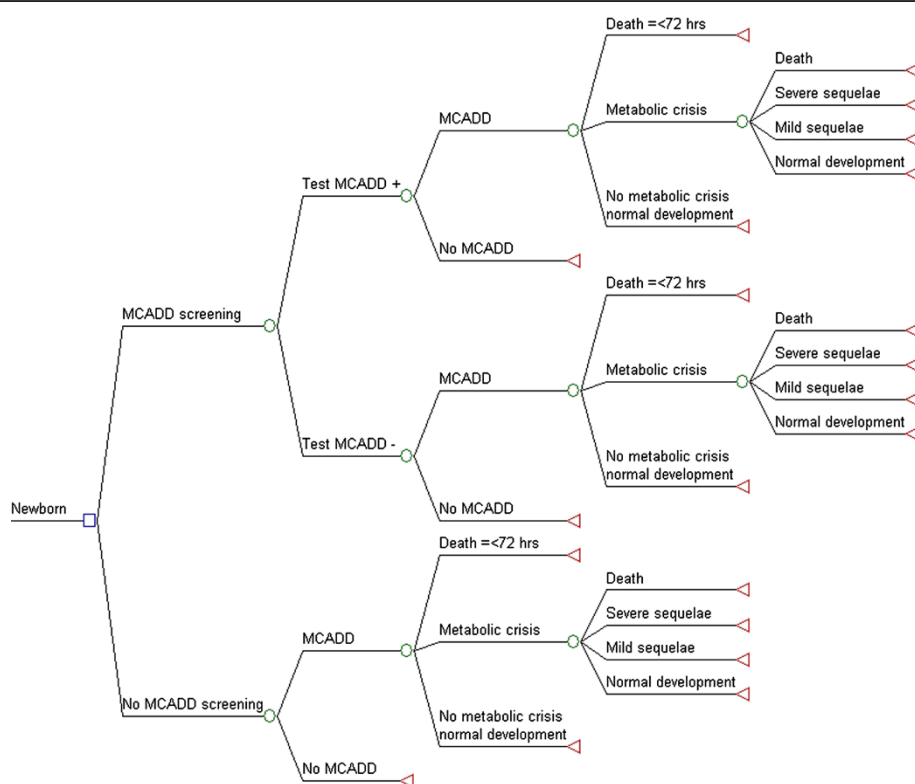 Death =<72 hrs
Death
Severe sequelae
Metabolic crisis
MCADD
Mild sequelae
Normal development
Test MCADD +
No metabolic crisis
normal development
No MCADD
Death =<72 hrs
MCADD screening
Death
Severe sequelae
Metabolic crisis
MCADD
Mild sequelae
Normal development
Test MCADD -
No metabolic crisis
normal development
No MCADD
Newborn
Death =<72 hrs
Death
Severe sequelae
Metabolic crisis
MCADD
Mild sequelae
Normal development
No MCADD screening
No metabolic crisis
normal development
No MCADD